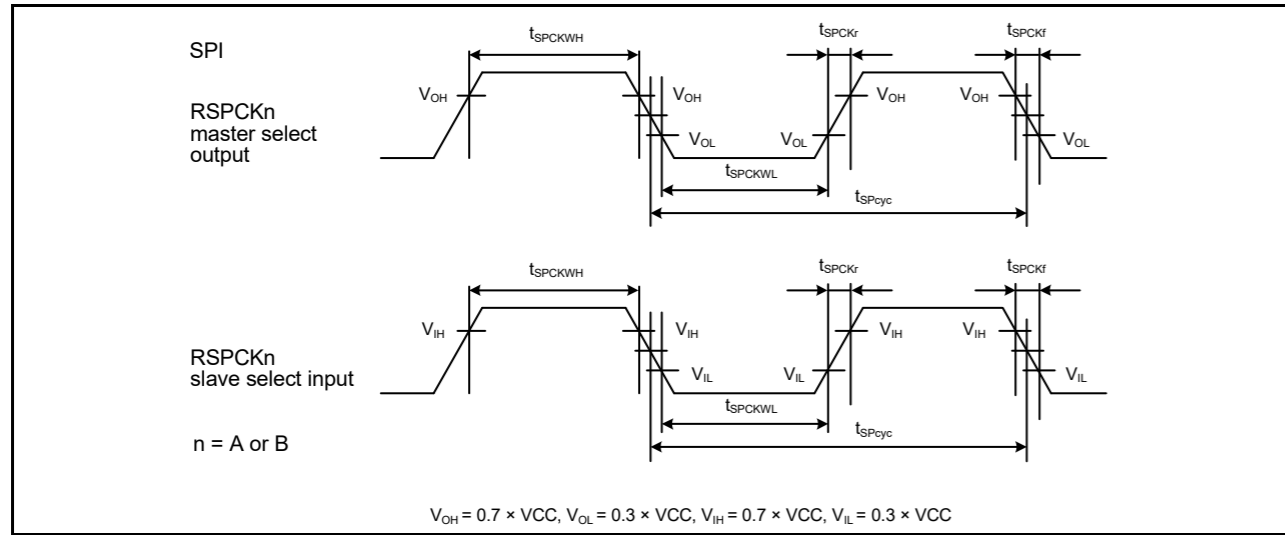 SPI
tSPCKWH
tSPCKr
tSPCKf
RSPCKn
master select
output
VOH
VOH
VOH
VOH
VOL
VOL
VOL
tSPCKWL
tSPcyc
tSPCKWH
tSPCKr
tSPCKf
RSPCKn
slave select input
VIH
VIH
VIH
VIH
VIL
VIL
VIL
tSPCKWL
tSPcyc
n = A or B
VOH = 0.7 × VCC, VOL = 0.3 × VCC, VIH = 0.7 × VCC, VIL = 0.3 × VCC